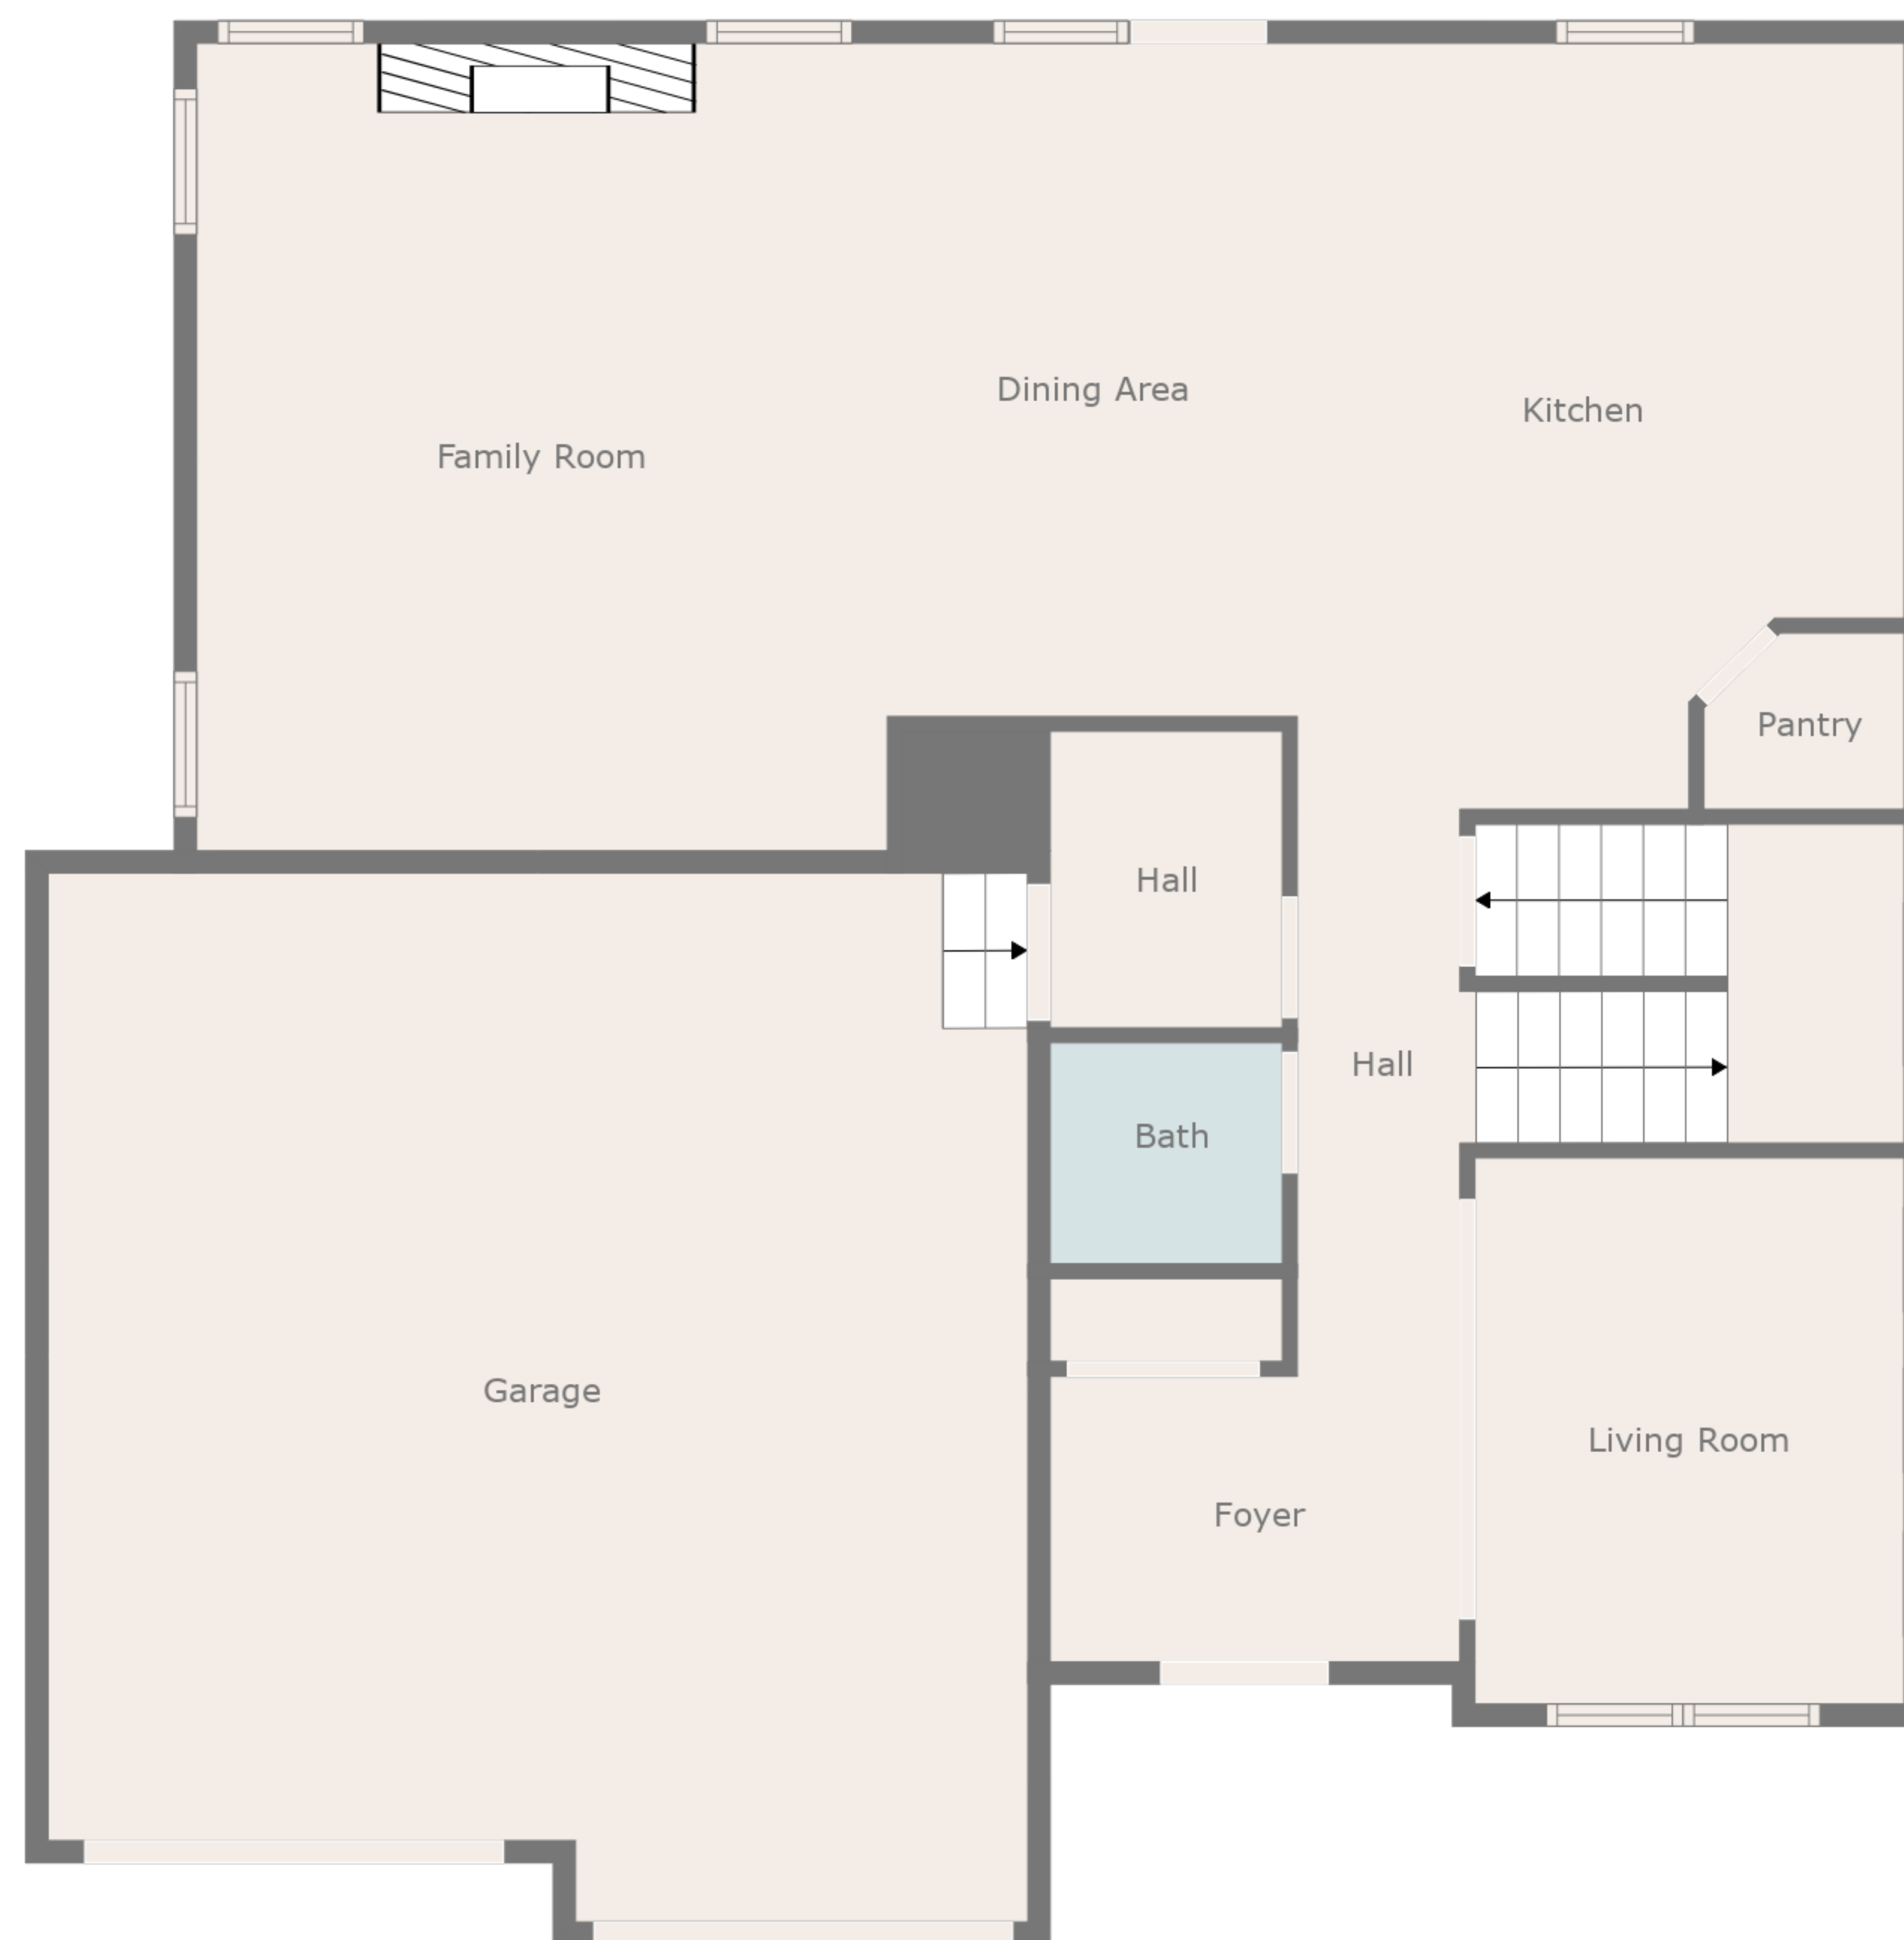 Dining Area
Kitchen
Family Room
Pantry
Hall
Hall
Bath
Garage
Living Room
Foyer